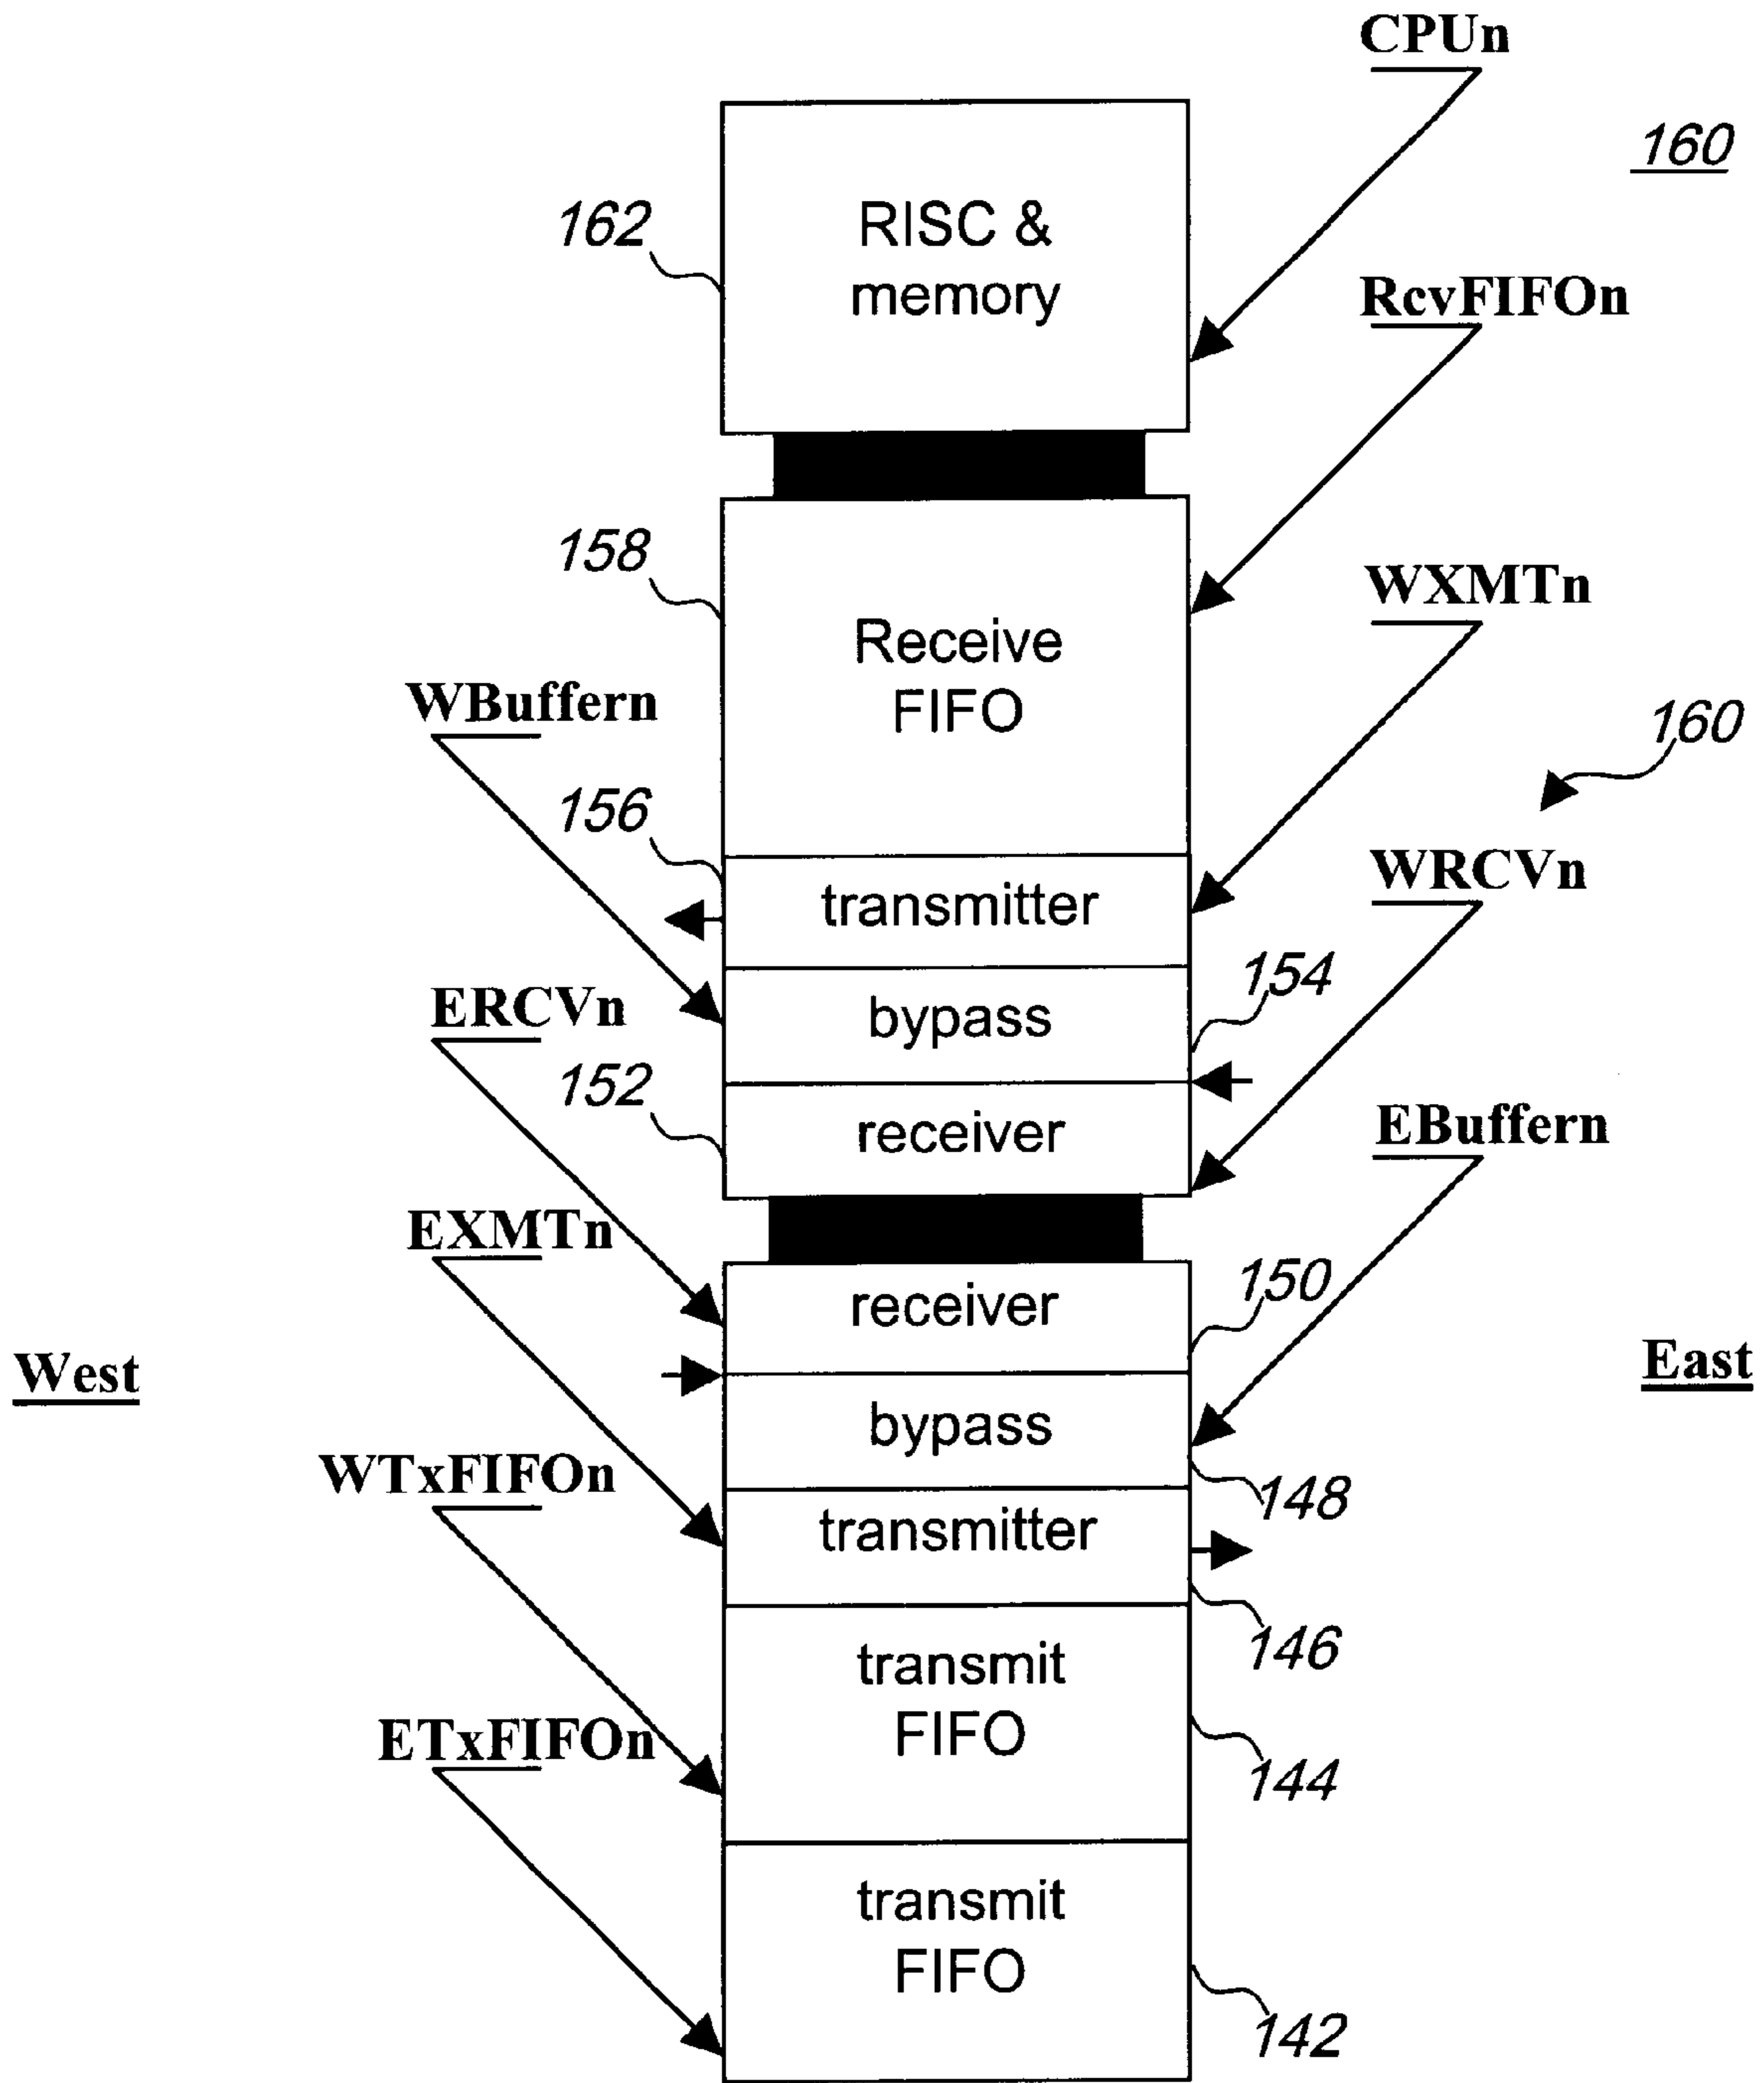 CPUn
160
162
RISC &
memory
RcvFIFOn
158
WXMTn
Receive
FIFO
WBuffern
160
156
WRCVn
transmitter
154
ERCVn
bypass
152
EBuffern
receiver
EXMTn
150
receiver
West
East
bypass
WTxFIFOn
148
transmitter
146
transmit
FIFO
ETxFIFOn
144
transmit
FIFO
142